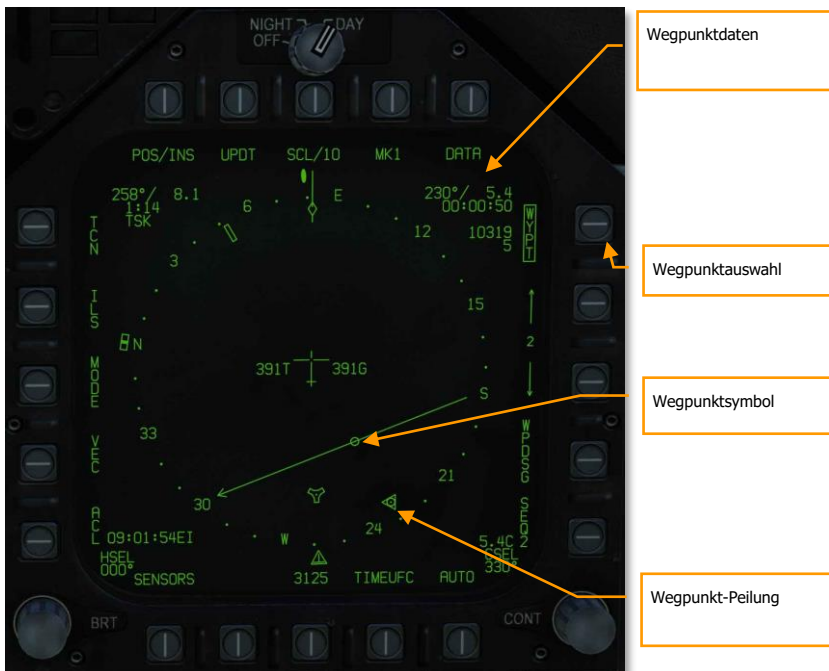 NIGHT DAY
OFF
POS/INS UPDT SCL/10 MK1 DATA
258°/ 8.1
1:14
TSK
230°/ 5.4
00:00:50
10319
5
WYPT
TCN
ILS
MODE
VEC
ACL
E
6
12
3
15
N
391T 391G
2
S
33
WPDSG
21
30
24
W
SEQ2
09:01:54EI
5.4C
HSEL
000°
CSEL
330°
SENSORS 3125 TIMEUFC AUTO
BRT CONT
Wegpunktdaten
Wegpunktauswahl
Wegpunktsymbol
Wegpunkt-Peilung